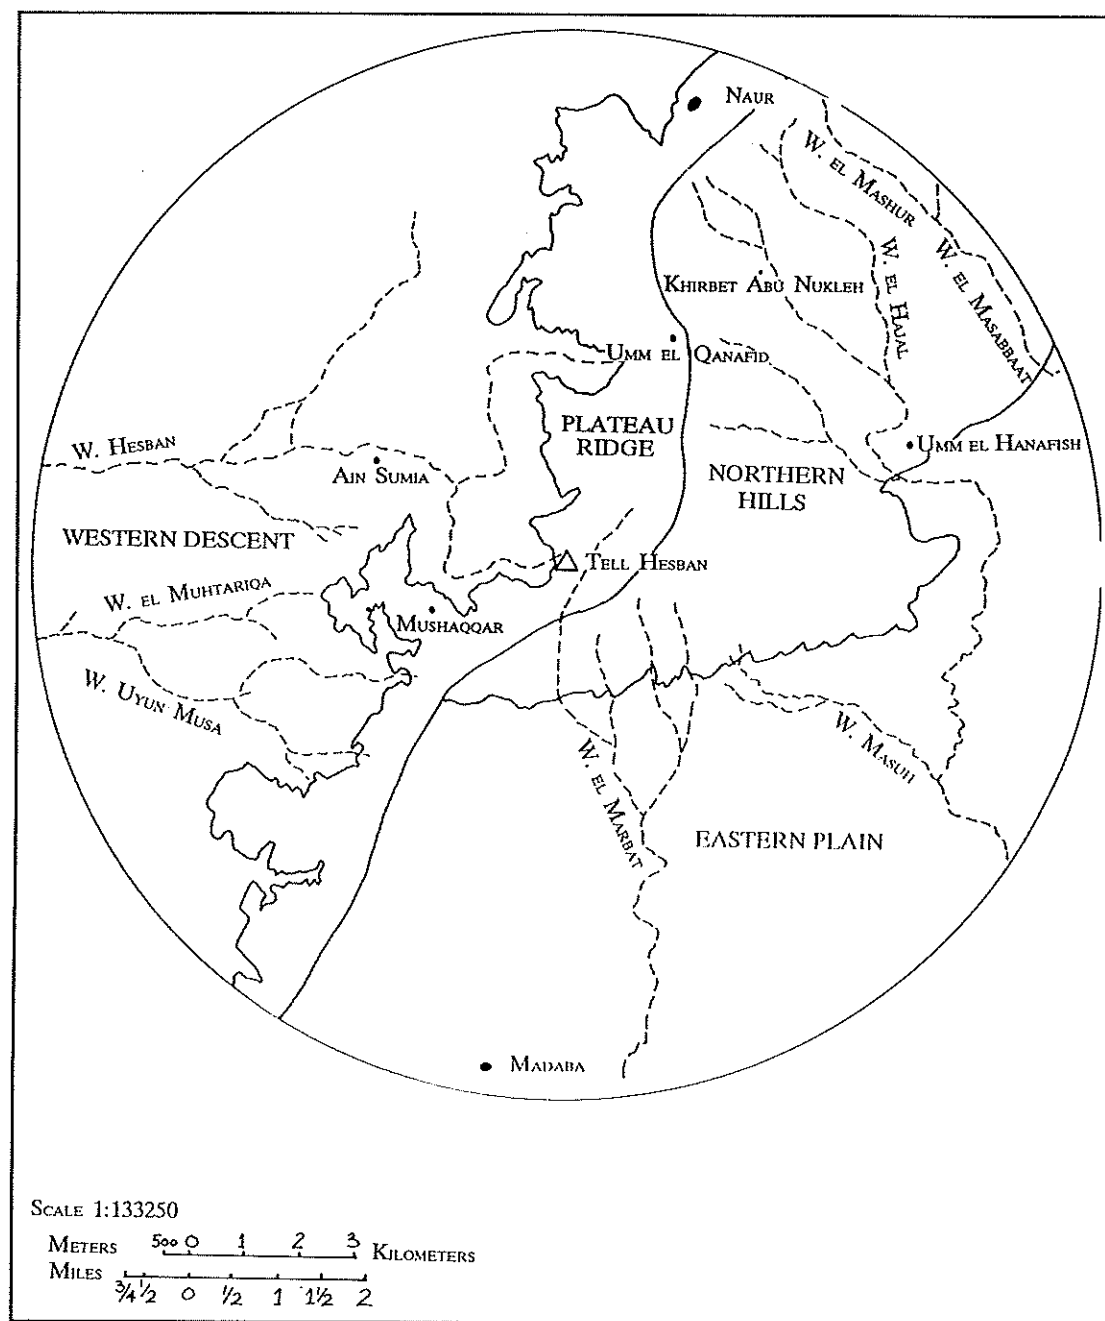 Naur
W. el Mashur
W. el Masabbaat
W. el Hajal
Khirbet Abu Nukleh
Umm el Qanafid
PLATEAU
RIDGE
W. Hesban
Ain Sumia
Umm el Hanafish
NORTHERN
HILLS
WESTERN DESCENT
Tell Hesban
W. el Muhtariqa
Mushaqqar
W. Uyun Musa
W. Masuh
W. el Marbat
EASTERN PLAIN
Madaba
Scale 1:133250
Meters 500 0 1 2 3 Kilometers
Miles
3/4 1/2 0 1/2 1 1 1/2 2